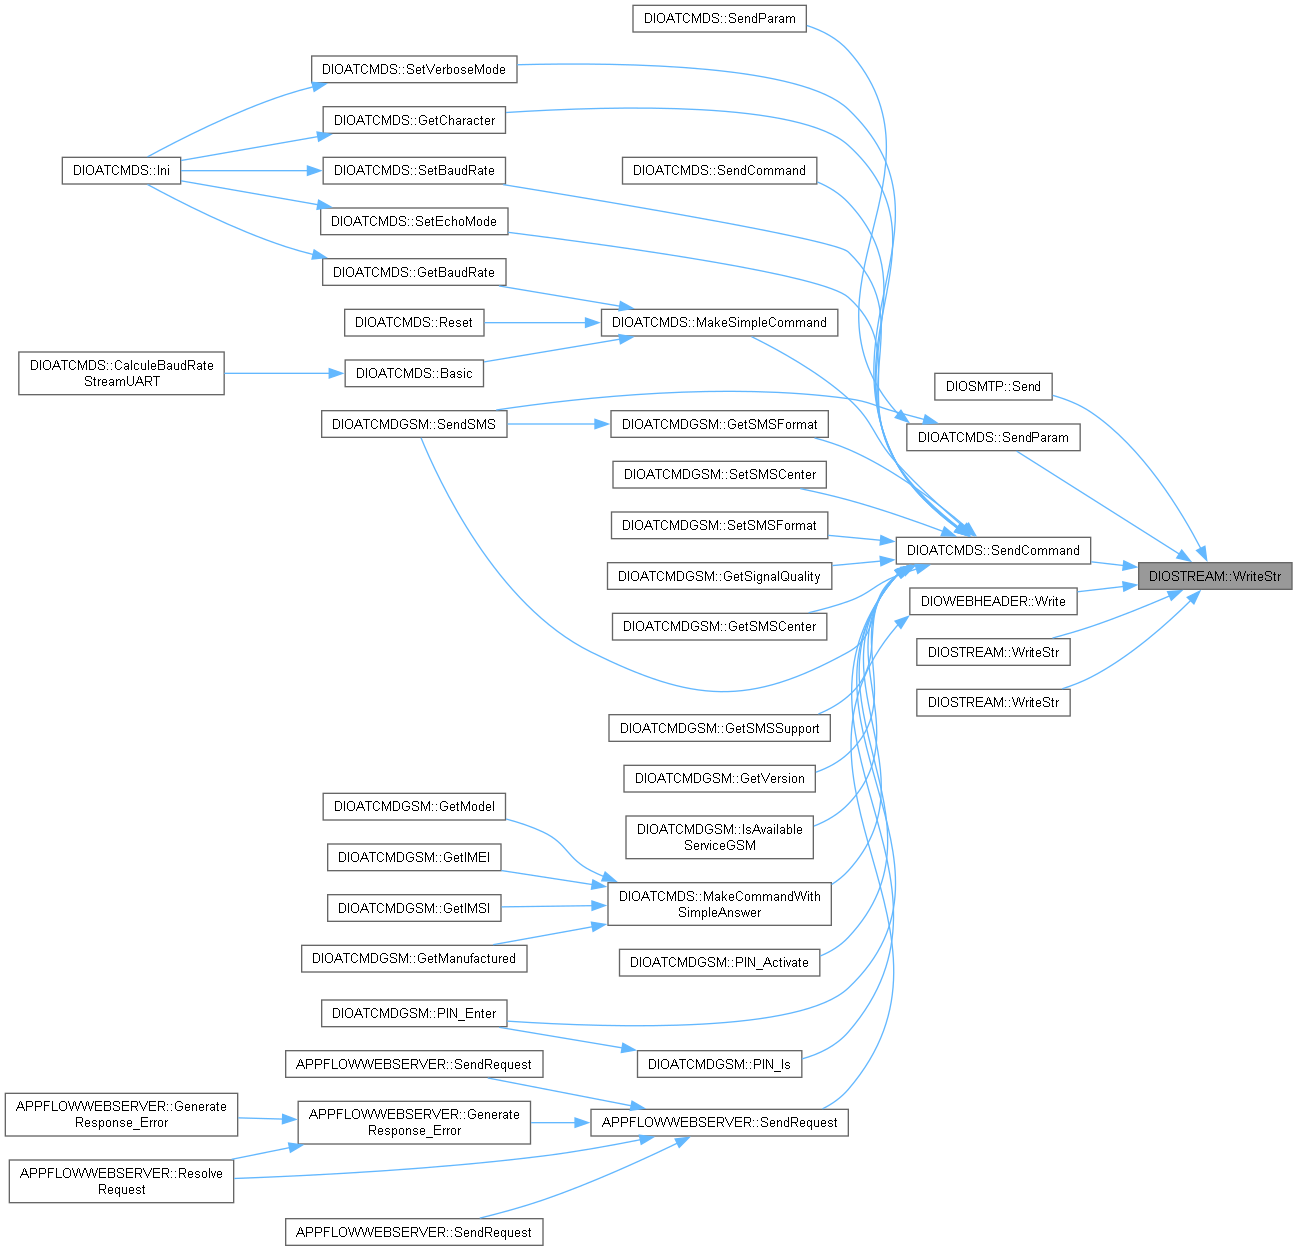 DIOATCMDS::SendParam
DIOATCMDS::SetVerboseMode
DIOATCMDS::GetCharacter
DIOATCMDS::Ini
DIOATCMDS::SetBaudRate
DIOATCMDS::SendCommand
DIOATCMDS::SetEchoMode
DIOATCMDS::GetBaudRate
DIOATCMDS::Reset
DIOATCMDS::MakeSimpleCommand
DIOATCMDS::CalculeBaudRate
StreamUART
DIOATCMDS::Basic
DIOSMTP::Send
DIOATCMDGSM::SendSMS
DIOATCMDGSM::GetSMSFormat
DIOATCMDS::SendParam
DIOATCMDGSM::SetSMSCenter
DIOATCMDGSM::SetSMSFormat
DIOATCMDS::SendCommand
DIOATCMDGSM::GetSignalQuality
DIOSTREAM::WriteStr
DIOWEBHEADER::Write
DIOATCMDGSM::GetSMSCenter
DIOSTREAM::WriteStr
DIOSTREAM::WriteStr
DIOATCMDGSM::GetSMSSupport
DIOATCMDGSM::GetVersion
DIOATCMDGSM::GetModel
DIOATCMDGSM::IsAvailable
ServiceGSM
DIOATCMDGSM::GetIMEI
DIOATCMDS::MakeCommandWith
SimpleAnswer
DIOATCMDGSM::GetIMSI
DIOATCMDGSM::GetManufactured
DIOATCMDGSM::PIN_Activate
DIOATCMDGSM::PIN_Enter
DIOATCMDGSM::PIN_Is
APPFLOWWEBSERVER::SendRequest
APPFLOWWEBSERVER::Generate
Response_Error
APPFLOWWEBSERVER::Generate
Response_Error
APPFLOWWEBSERVER::SendRequest
APPFLOWWEBSERVER::Resolve
Request
APPFLOWWEBSERVER::SendRequest